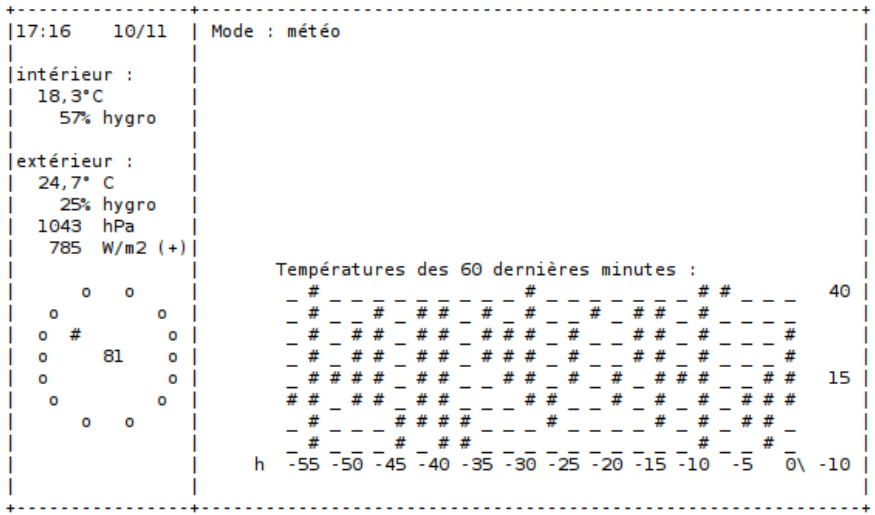 +----------------+-------------------------------------------------------------+
|17:16    10/11  | Mode : météo                                                |
|                |                                                             |
|intérieur :     |                                                             |
|  18,3°C        |                                                             |
|    57% hygro   |                                                             |
|                |                                                             |
|extérieur :     |                                                             |
|  24,7° C       |                                                             |
|    25% hygro   |                                                             |
|  1043  hPa     |                                                             |
|   785  W/m2 (+)|                                                             |
|                |       Températures des 60 dernières minutes :               |
|      o   o     |        _ # _ _ _ _ _ _ _ _ _ # _ _ _ _ _ _ _ # # _ _ _   40 |
|   o         o  |        _ # _ _ # _ # # _ # _ # _ _ # _ # # _ # _ _ _ _      |
|  o  #        o |        _ # _ # # _ # # _ # # # _ # _ _ # # _ # _ _ _ #      |
|  o     81    o |        _ # _ # # _ # # _ # # # _ # _ _ # # _ # _ _ _ #      |
|  o           o |        _ # # # # _ # # _ _ # # _ # _ # _ # # # _ _ # #   15 |
|   o         o  |        # # _ # # _ # # _ _ _ # # _ _ # _ # _ # _ # # #      |
|      o   o     |        _ # _ _ _ # # # # _ _ _ # _ _ _ _ # _ # _ # # _      |
|                |        _ # _ _ _ # _ # # _ _ _ _ _ _ _ _ _ _ # _ _ # _      |
|                |     h  -55 -50 -45 -40 -35 -30 -25 -20 -15 -10  -5   0\ -10 |
|                |                                                             |
+----------------+-------------------------------------------------------------+